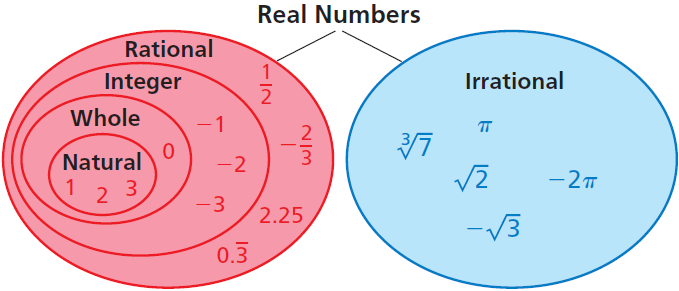 Real Numbers
Rational
Integer
Whole
Natural
1 2 3
0
−1
−2
−3
1/2
−2/3
2.25
0.3̅
Irrational
∛7
π
√2
−2π
−√3